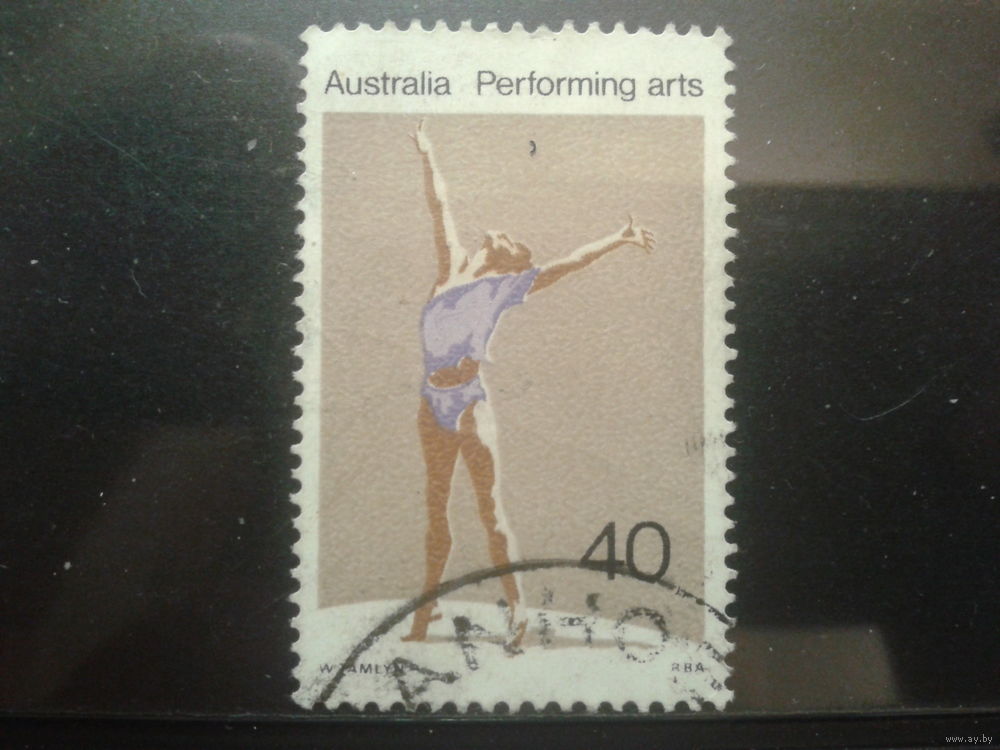 Australia Performing arts
40
W TAMLYN RBA
www.ay.by